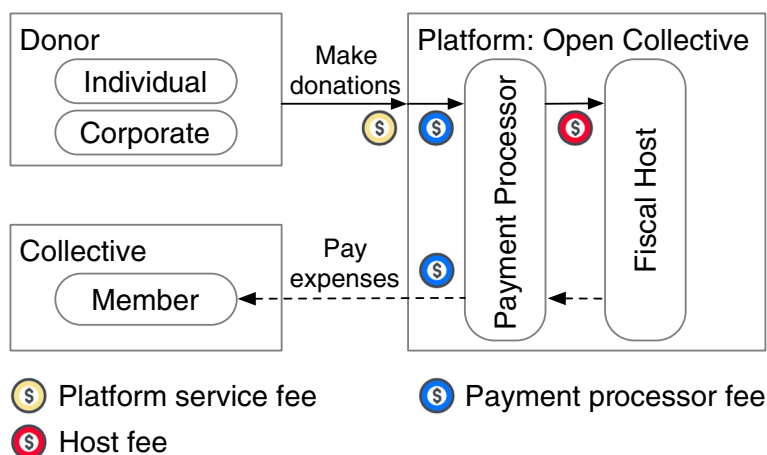 Donor
Individual
Corporate
Make
donations
Platform: Open Collective
Payment Processor
Fiscal Host
Collective
Member
Pay
expenses
$ Platform service fee
$ Payment processor fee
$ Host fee
$
$
$
$